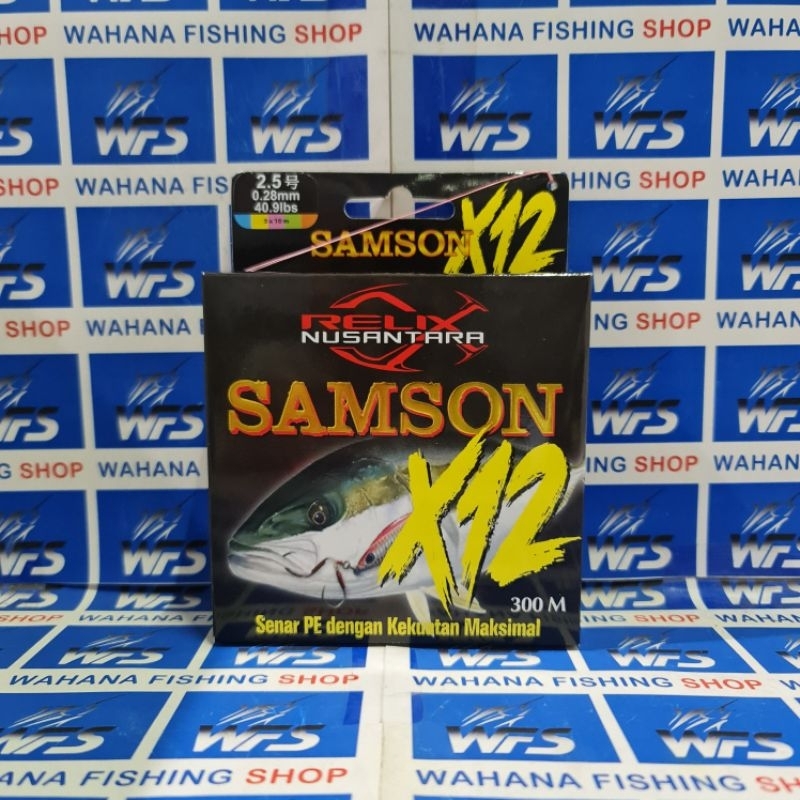 2.5号
0.28mm
40.9lbs
SAMSON X12
RELIX
NUSANTARA
SAMSON
X12
300 M
Senar PE dengan Kekuatan Maksimal
WAHANA FISHING SHOP
WFS